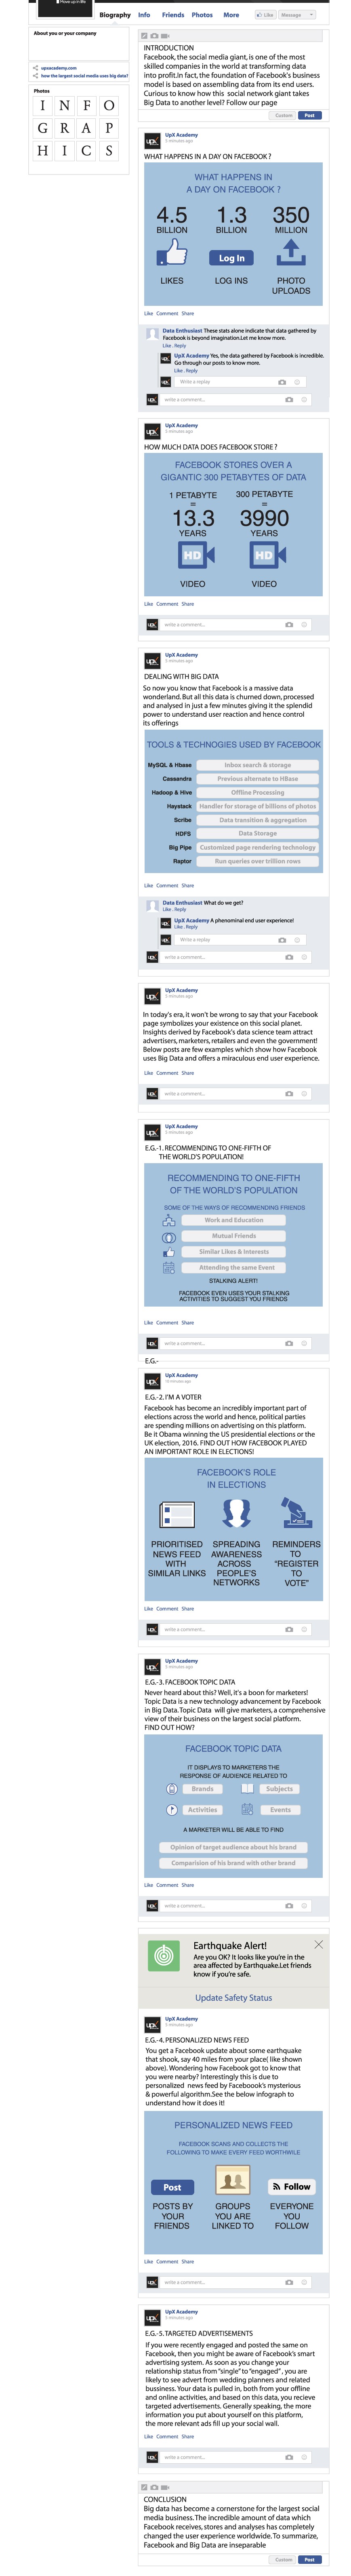 Move up in life
Biography Info Friends Photos More Like Message
About you or your company
upxacademy.com
how the largest social media uses big data?
Photos
I N F O
G R A P
H I C S
INTRODUCTION
Facebook, the social media giant, is one of the most
skilled companies in the world at transforming data
into profit.In fact, the foundation of Facebook's business
model is based on assembling data from its end users.
Curious to know how this social network giant takes
Big Data to another level? Follow our page
Custom Post
UpX Academy
5 minutes ago
WHAT HAPPENS IN A DAY ON FACEBOOK ?
WHAT HAPPENS IN
A DAY ON FACEBOOK ?
4.5 1.3 350
BILLION BILLION MILLION
Log In
LIKES LOG INS PHOTO
UPLOADS
Like Comment Share
Data Enthusiast These stats alone indicate that data gathered by
Facebook is beyond imagination.Let me know more.
Like . Reply
UpX Academy Yes, the data gathered by Facebook is incredible.
Go through our posts to know more.
Like . Reply
Write a replay
write a comment...
UpX Academy
5 minutes ago
HOW MUCH DATA DOES FACEBOOK STORE ?
FACEBOOK STORES OVER A
GIGANTIC 300 PETABYTES OF DATA
1 PETABYTE 300 PETABYTE
= =
13.3 3990
YEARS YEARS
HD HD
VIDEO VIDEO
Like Comment Share
write a comment...
UpX Academy
5 minutes ago
DEALING WITH BIG DATA
So now you know that Facebook is a massive data
wonderland. But all this data is churned down, processed
and analysed in just a few minutes giving it the splendid
power to understand user reaction and hence control
its offerings
TOOLS & TECHNOGIES USED BY FACEBOOK
MySQL & Hbase Inbox search & storage
Cassandra Previous alternate to HBase
Hadoop & Hive Offline Processing
Haystack Handler for storage of billions of photos
Scribe Data transition & aggregation
HDFS Data Storage
Big Pipe Customized page rendering technology
Raptor Run queries over trillion rows
Like Comment Share
Data Enthusiast What do we get?
Like . Reply
UpX Academy A phenominal end user experience!
Like . Reply
Write a replay
write a comment...
UpX Academy
5 minutes ago
In today's era, it won't be wrong to say that your Facebook
page symbolizes your existence on this social planet.
Insights derived by Facebook's data science team attract
advertisers, marketers, retailers and even the government!
Below posts are few examples which show how Facebook
uses Big Data and offers a miraculous end user experience.
Like Comment Share
write a comment...
UpX Academy
5 minutes ago
E.G.-1. RECOMMENDING TO ONE-FIFTH OF
THE WORLD'S POPULATION!
RECOMMENDING TO ONE-FIFTH
OF THE WORLD'S POPULATION
SOME OF THE WAYS OF RECOMMENDING FRIENDS
Work and Education
Mutual Friends
Similar Likes & Interests
Attending the same Event
STALKING ALERT!
FACEBOOK EVEN USES YOUR STALKING
ACTIVITIES TO SUGGEST YOU FRIENDS
Like Comment Share
write a comment...
E.G.-
UpX Academy
10 minutes ago
E.G.-2. I'M A VOTER
Facebook has become an incredibly important part of
elections across the world and hence, political parties
are spending millions on advertising on this platform.
Be it Obama winning the US presidential elections or the
UK election, 2016. FIND OUT HOW FACEBOOK PLAYED
AN IMPORTANT ROLE IN ELECTIONS!
FACEBOOK'S ROLE
IN ELECTIONS
PRIORITISED SPREADING REMINDERS
NEWS FEED AWARENESS TO
WITH ACROSS "REGISTER
SIMILAR LINKS PEOPLE'S TO
NETWORKS VOTE"
Like Comment Share
write a comment...
UpX Academy
5 minutes ago
E.G.-3. FACEBOOK TOPIC DATA
Never heard about this? Well, it's a boon for marketers!
Topic Data is a new technology advancement by Facebook
in Big Data. Topic Data will give marketers, a comprehensive
view of their business on the largest social platform.
FIND OUT HOW?
FACEBOOK TOPIC DATA
IT DISPLAYS TO MARKETERS THE
RESPONSE OF AUDIENCE RELATED TO
Brands Subjects
Activities Events
A MARKETER WILL BE ABLE TO FIND
Opinion of target audience about his brand
Comparision of his brand with other brand
Like Comment Share
write a comment...
Earthquake Alert!
Are you OK? It looks like you're in the
area affected by Earthquake.Let friends
know if you're safe.
Update Safety Status
UpX Academy
5 minutes ago
E.G.-4. PERSONALIZED NEWS FEED
You get a Facebook update about some earthquake
that shook, say 40 miles from your place( like shown
above). Wondering how Facebook got to know that
you were nearby? Interestingly this is due to
personalized news feed by Faceboook's mysterious
& powerful algorithm.See the below infograph to
understand how it does it!
PERSONALIZED NEWS FEED
FACEBOOK SCANS AND COLLECTS THE
FOLLOWING TO MAKE EVERY FEED WORTHWILE
Post Follow
POSTS BY GROUPS EVERYONE
YOUR YOU ARE YOU
FRIENDS LINKED TO FOLLOW
Like Comment Share
write a comment...
UpX Academy
5 minutes ago
E.G.-5. TARGETED ADVERTISEMENTS
If you were recently engaged and posted the same on
Facebook, then you might be aware of Facebook's smart
advertising system. As soon as you change your
relationship status from "single" to "engaged" , you are
likely to see advert from wedding planners and related
business. Your data is pulled in, both from your offline
and online activities, and based on this data, you recieve
targeted advertisements. Generally speaking, the more
information you put about yourself on this platform,
the more relevant ads fill up your social wall.
Like Comment Share
write a comment...
CONCLUSION
Big data has become a cornerstone for the largest social
media business.The incredible amount of data which
Facebook receives, stores and analyses has completely
changed the user experience worldwide. To summarize,
Facebook and Big Data are inseparable
Custom Post